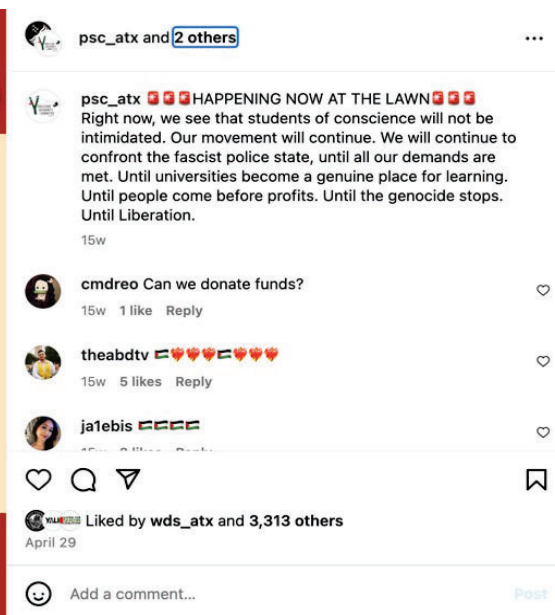 psc_atx and 2 others
psc_atx 🚨🚨🚨HAPPENING NOW AT THE LAWN🚨🚨🚨
Right now, we see that students of conscience will not be
intimidated. Our movement will continue. We will continue to
confront the fascist police state, until all our demands are
met. Until universities become a genuine place for learning.
Until people come before profits. Until the genocide stops.
Until Liberation.
15w
cmdreo Can we donate funds?
15w 1 like Reply
theabdtv 🇵🇸❤️‍🔥❤️‍🔥❤️‍🔥🇵🇸❤️‍🔥❤️‍🔥❤️‍🔥
15w 5 likes Reply
ja1ebis 🇵🇸🇵🇸🇵🇸🇵🇸
Liked by wds_atx and 3,313 others
April 29
Add a comment...
Post